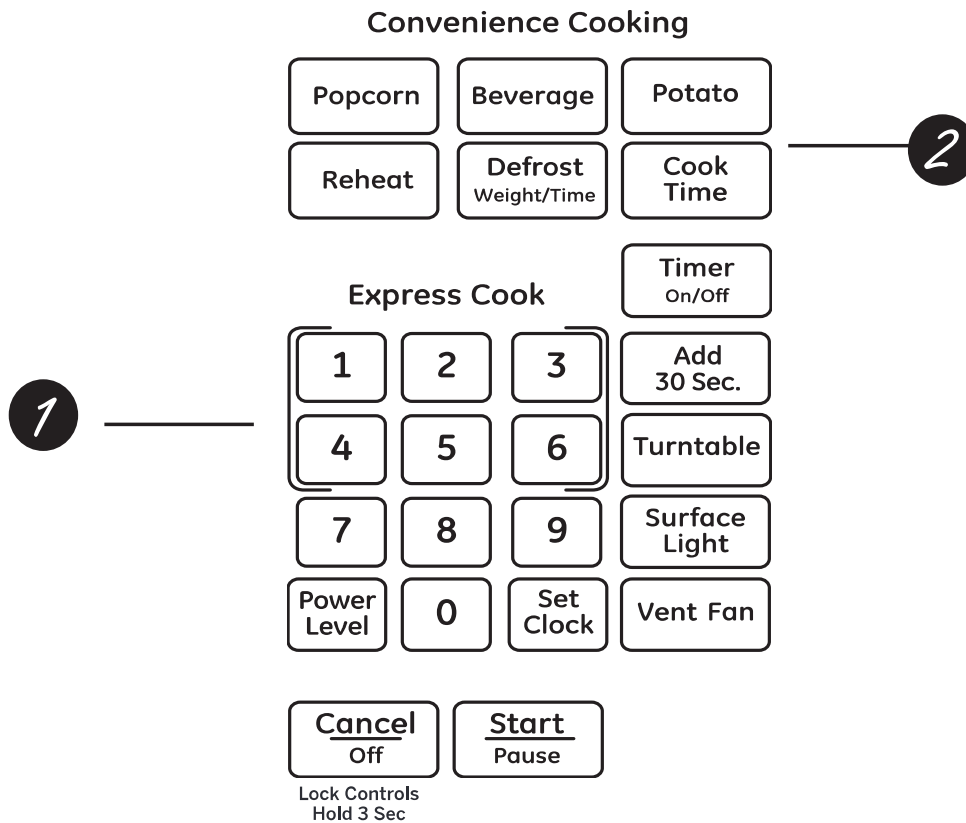 Convenience Cooking
Popcorn
Beverage
Potato
2
Reheat
Defrost
Weight/Time
Cook
Time
Timer
On/Off
Express Cook
1
2
3
Add
30 Sec.
1
4
5
6
Turntable
7
8
9
Surface
Light
Power
Level
0
Set
Clock
Vent Fan
Cancel
Off
Start
Pause
Lock Controls
Hold 3 Sec